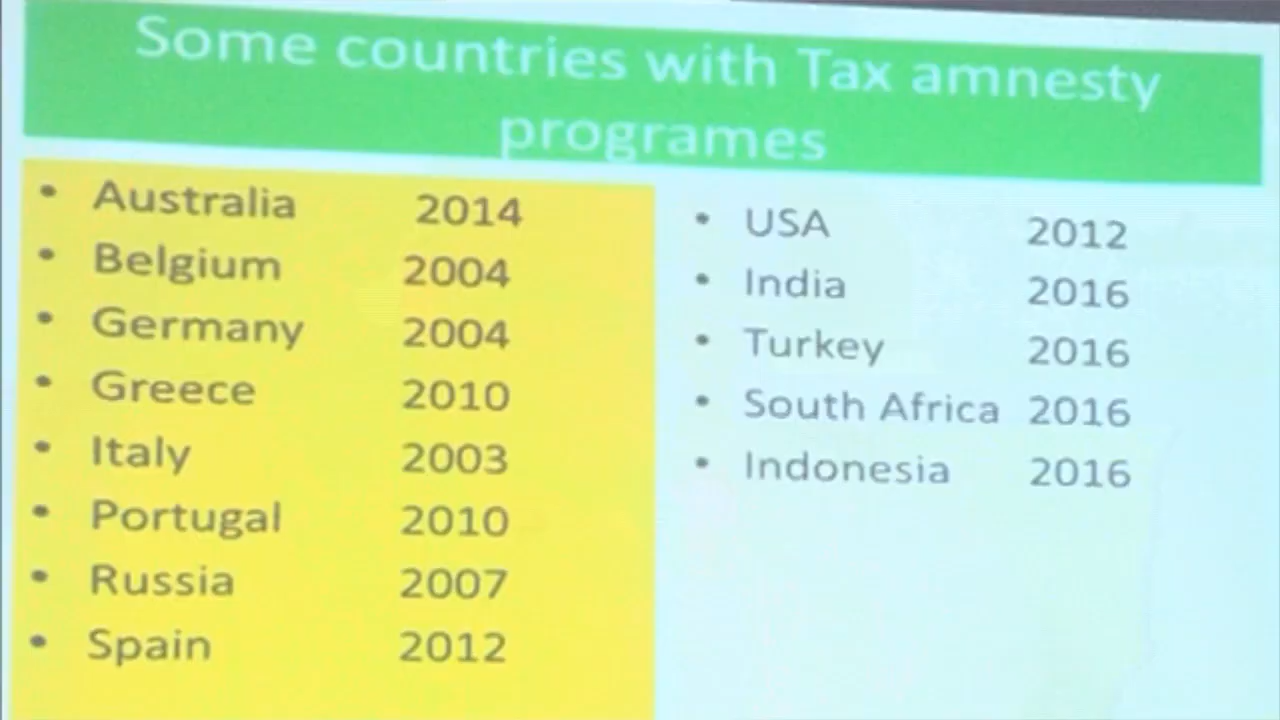 Some countries with Tax amnesty
programes
• Australia 2014
• Belgium 2004
• Germany 2004
• Greece 2010
• Italy 2003
• Portugal 2010
• Russia 2007
• Spain 2012
• USA 2012
• India 2016
• Turkey 2016
• South Africa 2016
• Indonesia 2016